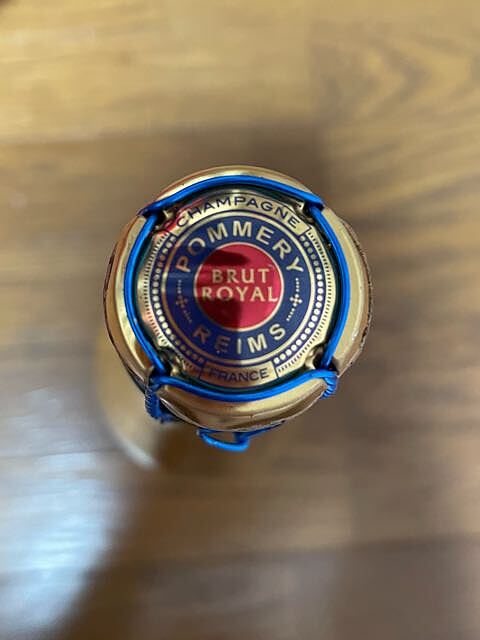 CHAMPAGNE
POMMERY
BRUT
ROYAL
REIMS
FRANCE